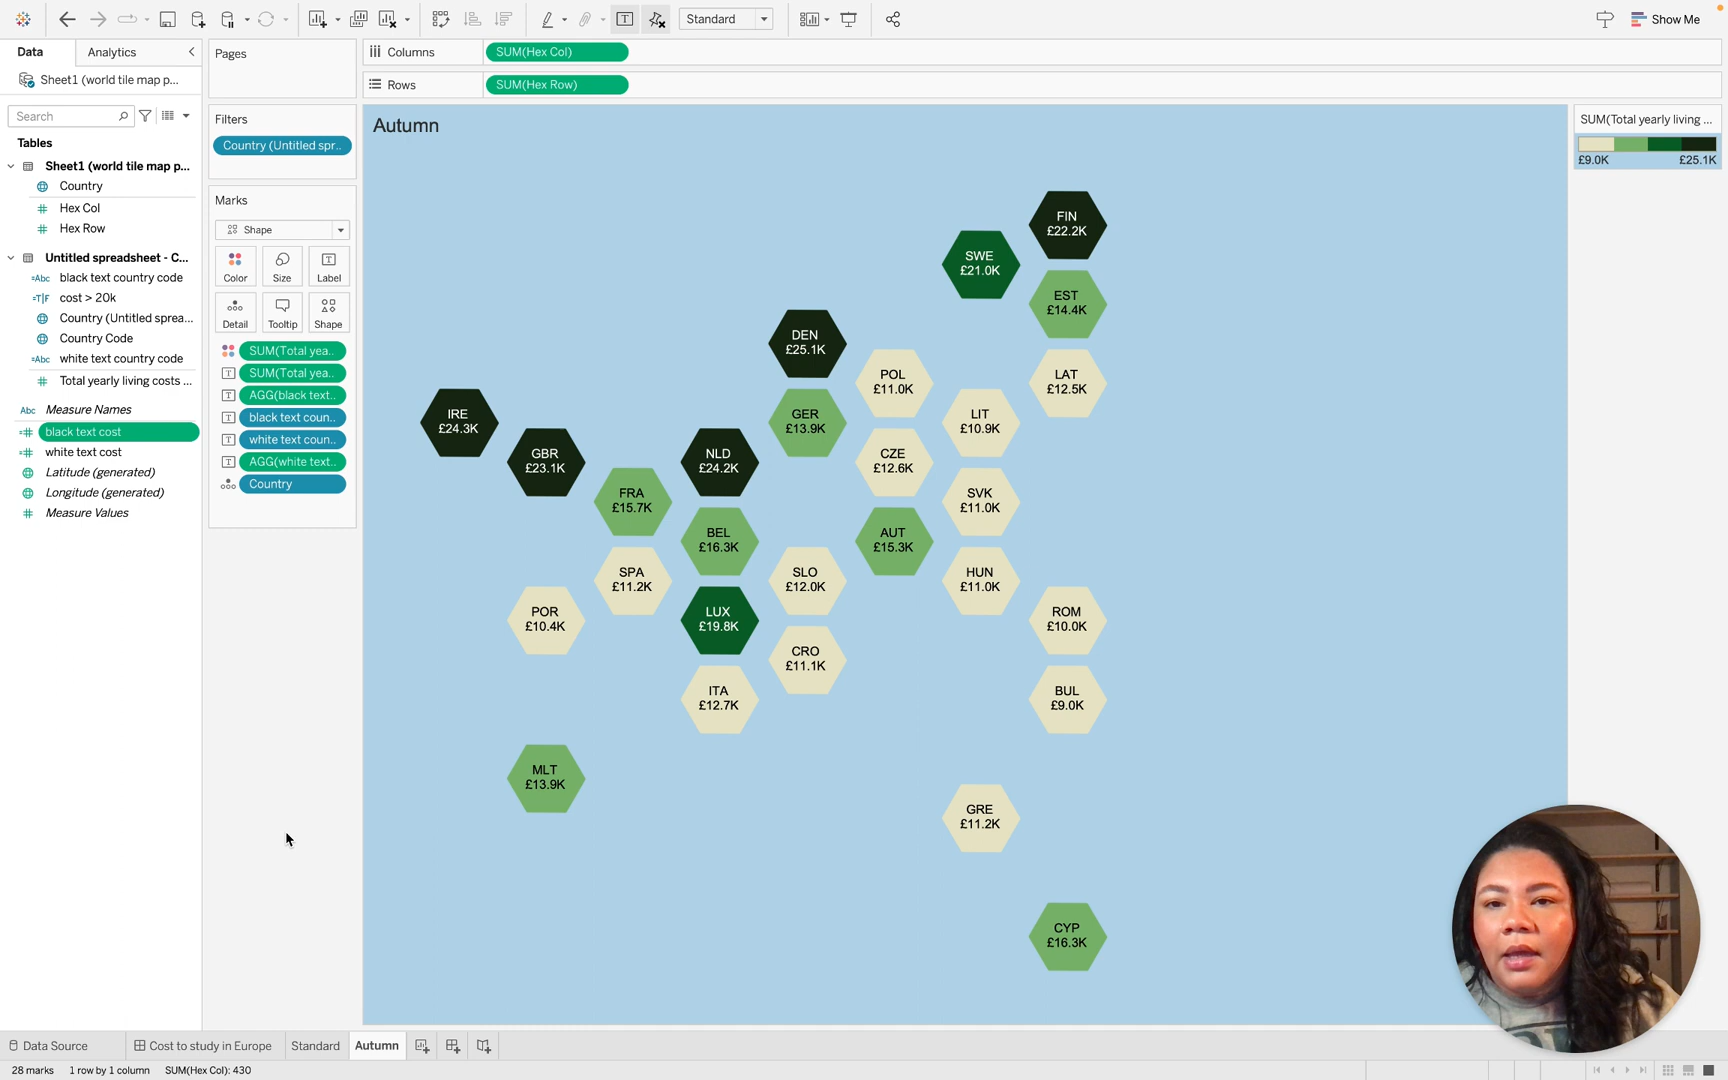 Standard
Show Me
Data
Analytics
Pages
Columns
SUM(Hex Col)
Rows
SUM(Hex Row)
Sheet1 (world tile map p...
Search
Tables
Sheet1 (world tile map p...
Country
Hex Col
Hex Row
Untitled spreadsheet - C...
=Abc black text country code
=T|F cost > 20k
Country (Untitled sprea...
Country Code
=Abc white text country code
Total yearly living costs ...
Abc Measure Names
black text cost
white text cost
Latitude (generated)
Longitude (generated)
Measure Values
Filters
Country (Untitled spr..
Marks
Shape
Color
Size
Label
Detail
Tooltip
Shape
SUM(Total yea..
SUM(Total yea..
AGG(black text..
black text coun..
white text coun..
AGG(white text..
Country
Autumn
SUM(Total yearly living ...
£9.0K
£25.1K
FIN
£22.2K
SWE
£21.0K
EST
£14.4K
DEN
£25.1K
POL
£11.0K
LAT
£12.5K
IRE
£24.3K
GER
£13.9K
LIT
£10.9K
GBR
£23.1K
NLD
£24.2K
CZE
£12.6K
FRA
£15.7K
SVK
£11.0K
BEL
£16.3K
AUT
£15.3K
SPA
£11.2K
SLO
£12.0K
HUN
£11.0K
POR
£10.4K
LUX
£19.8K
ROM
£10.0K
CRO
£11.1K
ITA
£12.7K
BUL
£9.0K
MLT
£13.9K
GRE
£11.2K
CYP
£16.3K
Data Source
Cost to study in Europe
Standard
Autumn
28 marks
1 row by 1 column
SUM(Hex Col): 430